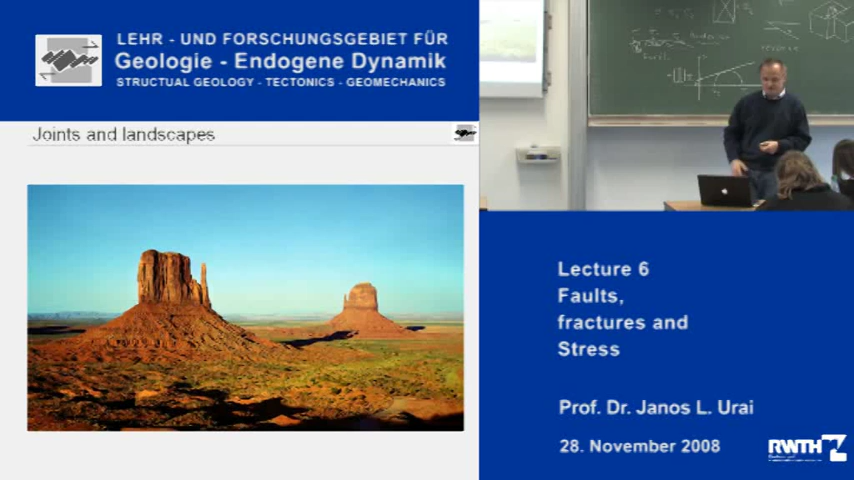 LEHR - UND FORSCHUNGSGEBIET FÜR
Geologie - Endogene Dynamik
STRUCTUAL GEOLOGY - TECTONICS - GEOMECHANICS
Joints and landscapes
Lecture 6
Faults,
fractures and
Stress
Prof. Dr. Janos L. Urai
28. November 2008
RWTH